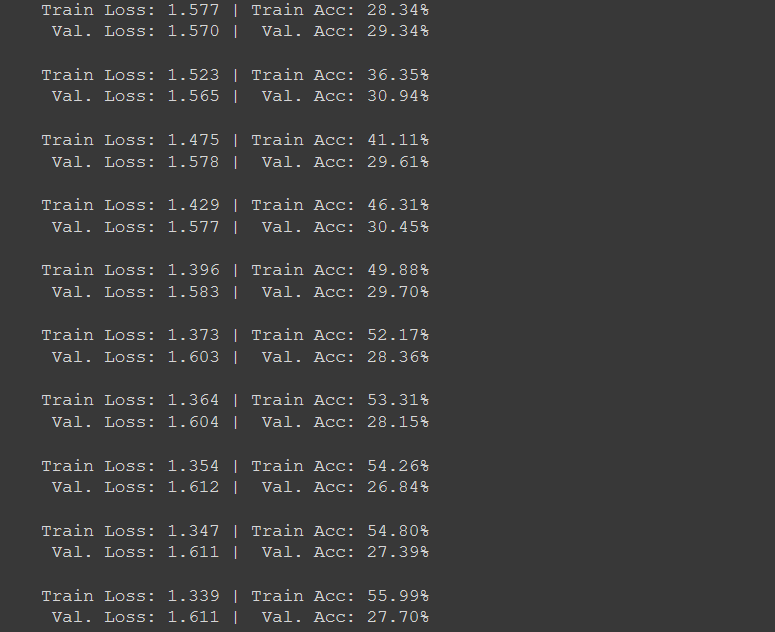 Train Loss: 1.577 | Train Acc: 28.34%
Val. Loss: 1.570 | Val. Acc: 29.34%
Train Loss: 1.523 | Train Acc: 36.35%
Val. Loss: 1.565 | Val. Acc: 30.94%
Train Loss: 1.475 | Train Acc: 41.11%
Val. Loss: 1.578 | Val. Acc: 29.61%
Train Loss: 1.429 | Train Acc: 46.31%
Val. Loss: 1.577 | Val. Acc: 30.45%
Train Loss: 1.396 | Train Acc: 49.88%
Val. Loss: 1.583 | Val. Acc: 29.70%
Train Loss: 1.373 | Train Acc: 52.17%
Val. Loss: 1.603 | Val. Acc: 28.36%
Train Loss: 1.364 | Train Acc: 53.31%
Val. Loss: 1.604 | Val. Acc: 28.15%
Train Loss: 1.354 | Train Acc: 54.26%
Val. Loss: 1.612 | Val. Acc: 26.84%
Train Loss: 1.347 | Train Acc: 54.80%
Val. Loss: 1.611 | Val. Acc: 27.39%
Train Loss: 1.339 | Train Acc: 55.99%
Val. Loss: 1.611 | Val. Acc: 27.70%